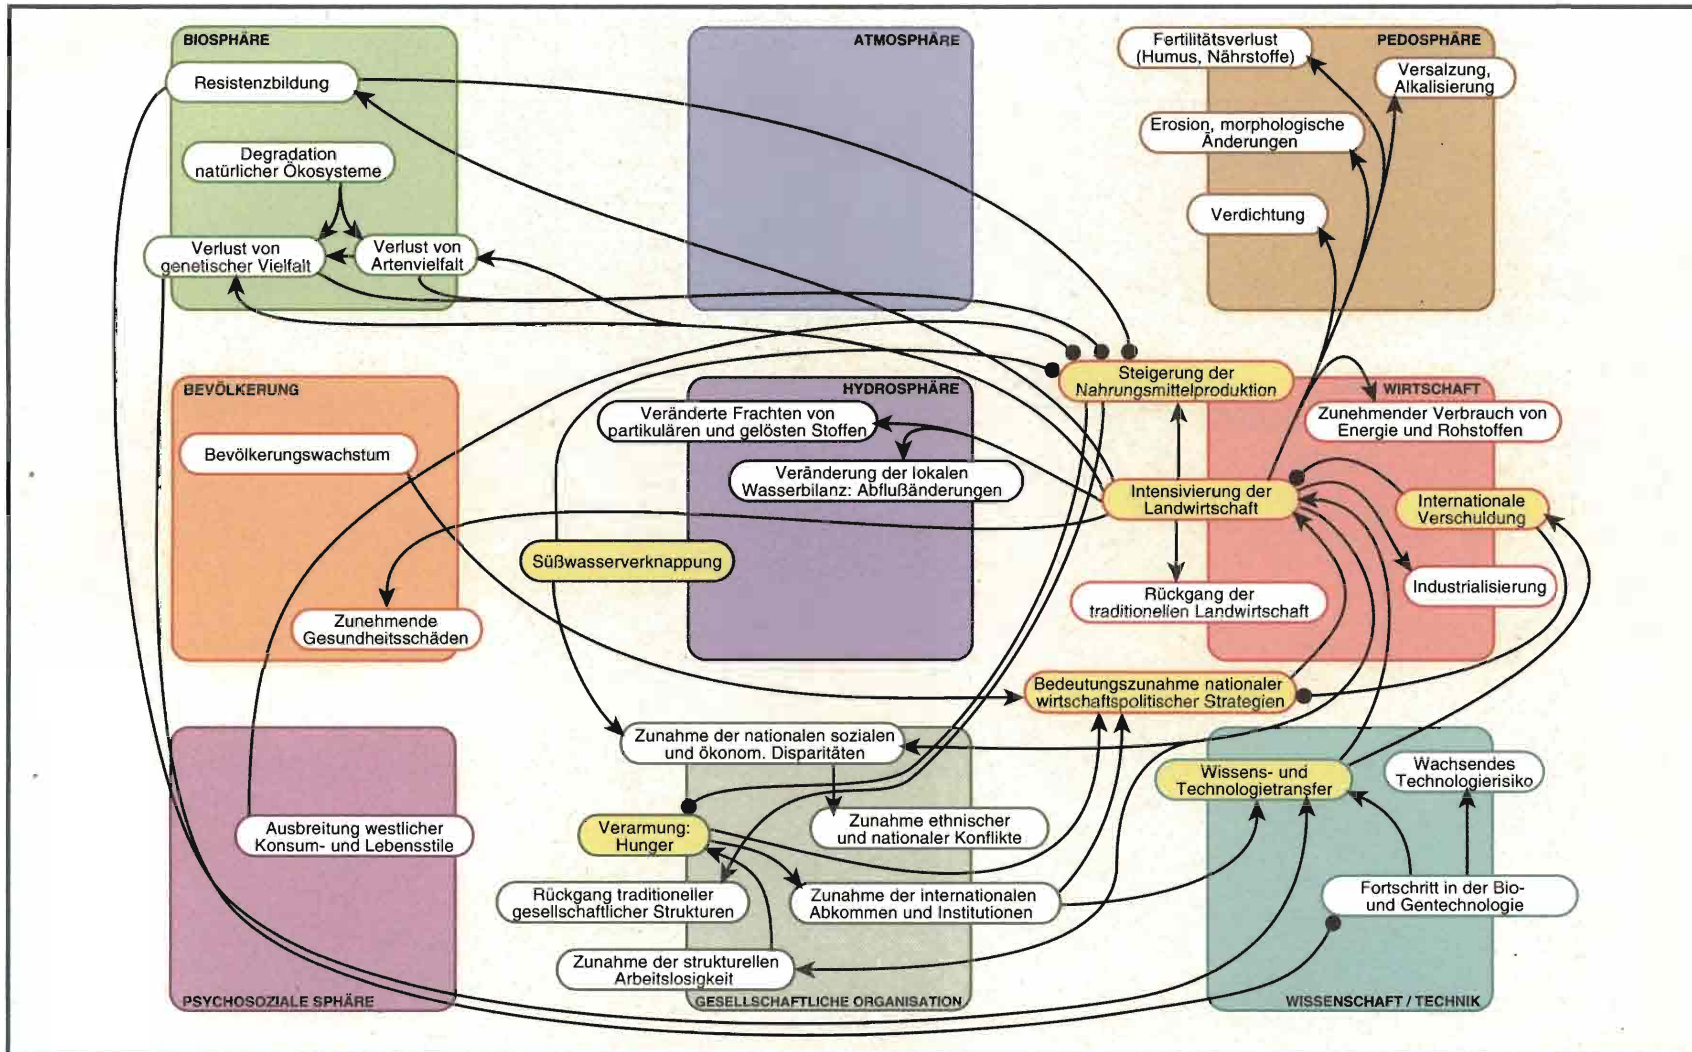 BIOSPHÄRE
Resistenzbildung
Degradation
natürlicher Ökosysteme
Verlust von
genetischer Vielfalt
Verlust von
Artenvielfalt
ATMOSPHÄRE
PEDOSPHÄRE
Fertilitätsverlust
(Humus, Nährstoffe)
Versalzung,
Alkalisierung
Erosion, morphologische
Änderungen
Verdichtung
BEVÖLKERUNG
Bevölkerungswachstum
Zunehmende
Gesundheitsschäden
HYDROSPHÄRE
Veränderte Frachten von
partikulären und gelösten Stoffen
Veränderung der lokalen
Wasserbilanz: Abflußänderungen
Süßwasserverknappung
WIRTSCHAFT
Steigerung der
Nahrungsmittelproduktion
Zunehmender Verbrauch von
Energie und Rohstoffen
Intensivierung der
Landwirtschaft
Internationale
Verschuldung
Industrialisierung
Rückgang der
traditionellen Landwirtschaft
Bedeutungszunahme nationaler
wirtschaftspolitischer Strategien
Ausbreitung westlicher
Konsum- und Lebensstile
PSYCHOSOZIALE SPHÄRE
Zunahme der nationalen sozialen
und ökonom. Disparitäten
Zunahme ethnischer
und nationaler Konflikte
Verarmung:
Hunger
Rückgang traditioneller
gesellschaftlicher Strukturen
Zunahme der internationalen
Abkommen und Institutionen
Zunahme der strukturellen
Arbeitslosigkeit
GESELLSCHAFTLICHE ORGANISATION
Wissens- und
Technologietransfer
Wachsendes
Technologierisiko
Fortschritt in der Bio-
und Gentechnologie
WISSENSCHAFT / TECHNIK